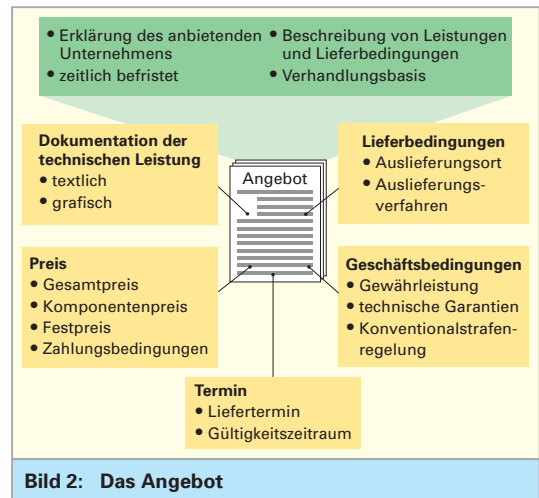 • Erklärung des anbietenden
Unternehmens
• zeitlich befristet
• Beschreibung von Leistungen
und Lieferbedingungen
• Verhandlungsbasis
Dokumentation der
technischen Leistung
• textlich
• grafisch
Angebot
Lieferbedingungen
• Auslieferungsort
• Auslieferungs-
verfahren
Preis
• Gesamtpreis
• Komponentenpreis
• Festpreis
• Zahlungsbedingungen
Geschäftsbedingungen
• Gewährleistung
• technische Garantien
• Konventionalstrafen-
regelung
Termin
• Liefertermin
• Gültigkeitszeitraum
Bild 2: Das Angebot